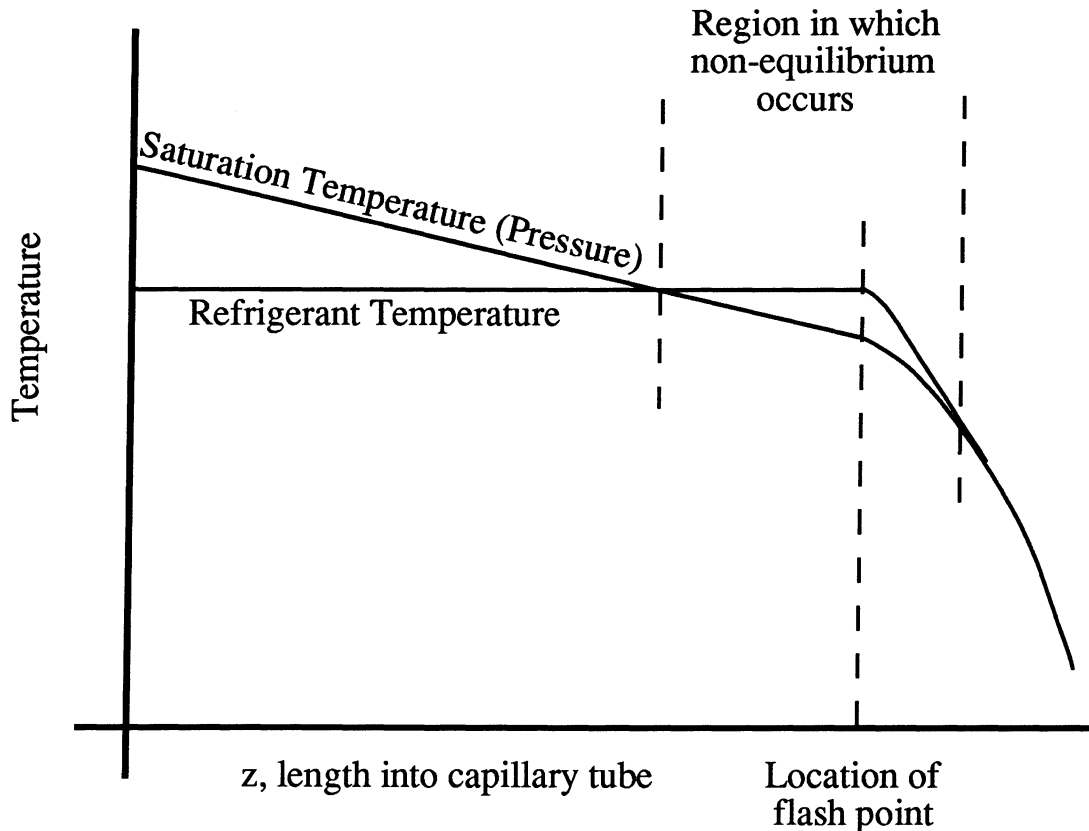 Region in which
non-equilibrium
occurs
Saturation Temperature (Pressure)
Refrigerant Temperature
Temperature
z, length into capillary tube
Location of
flash point